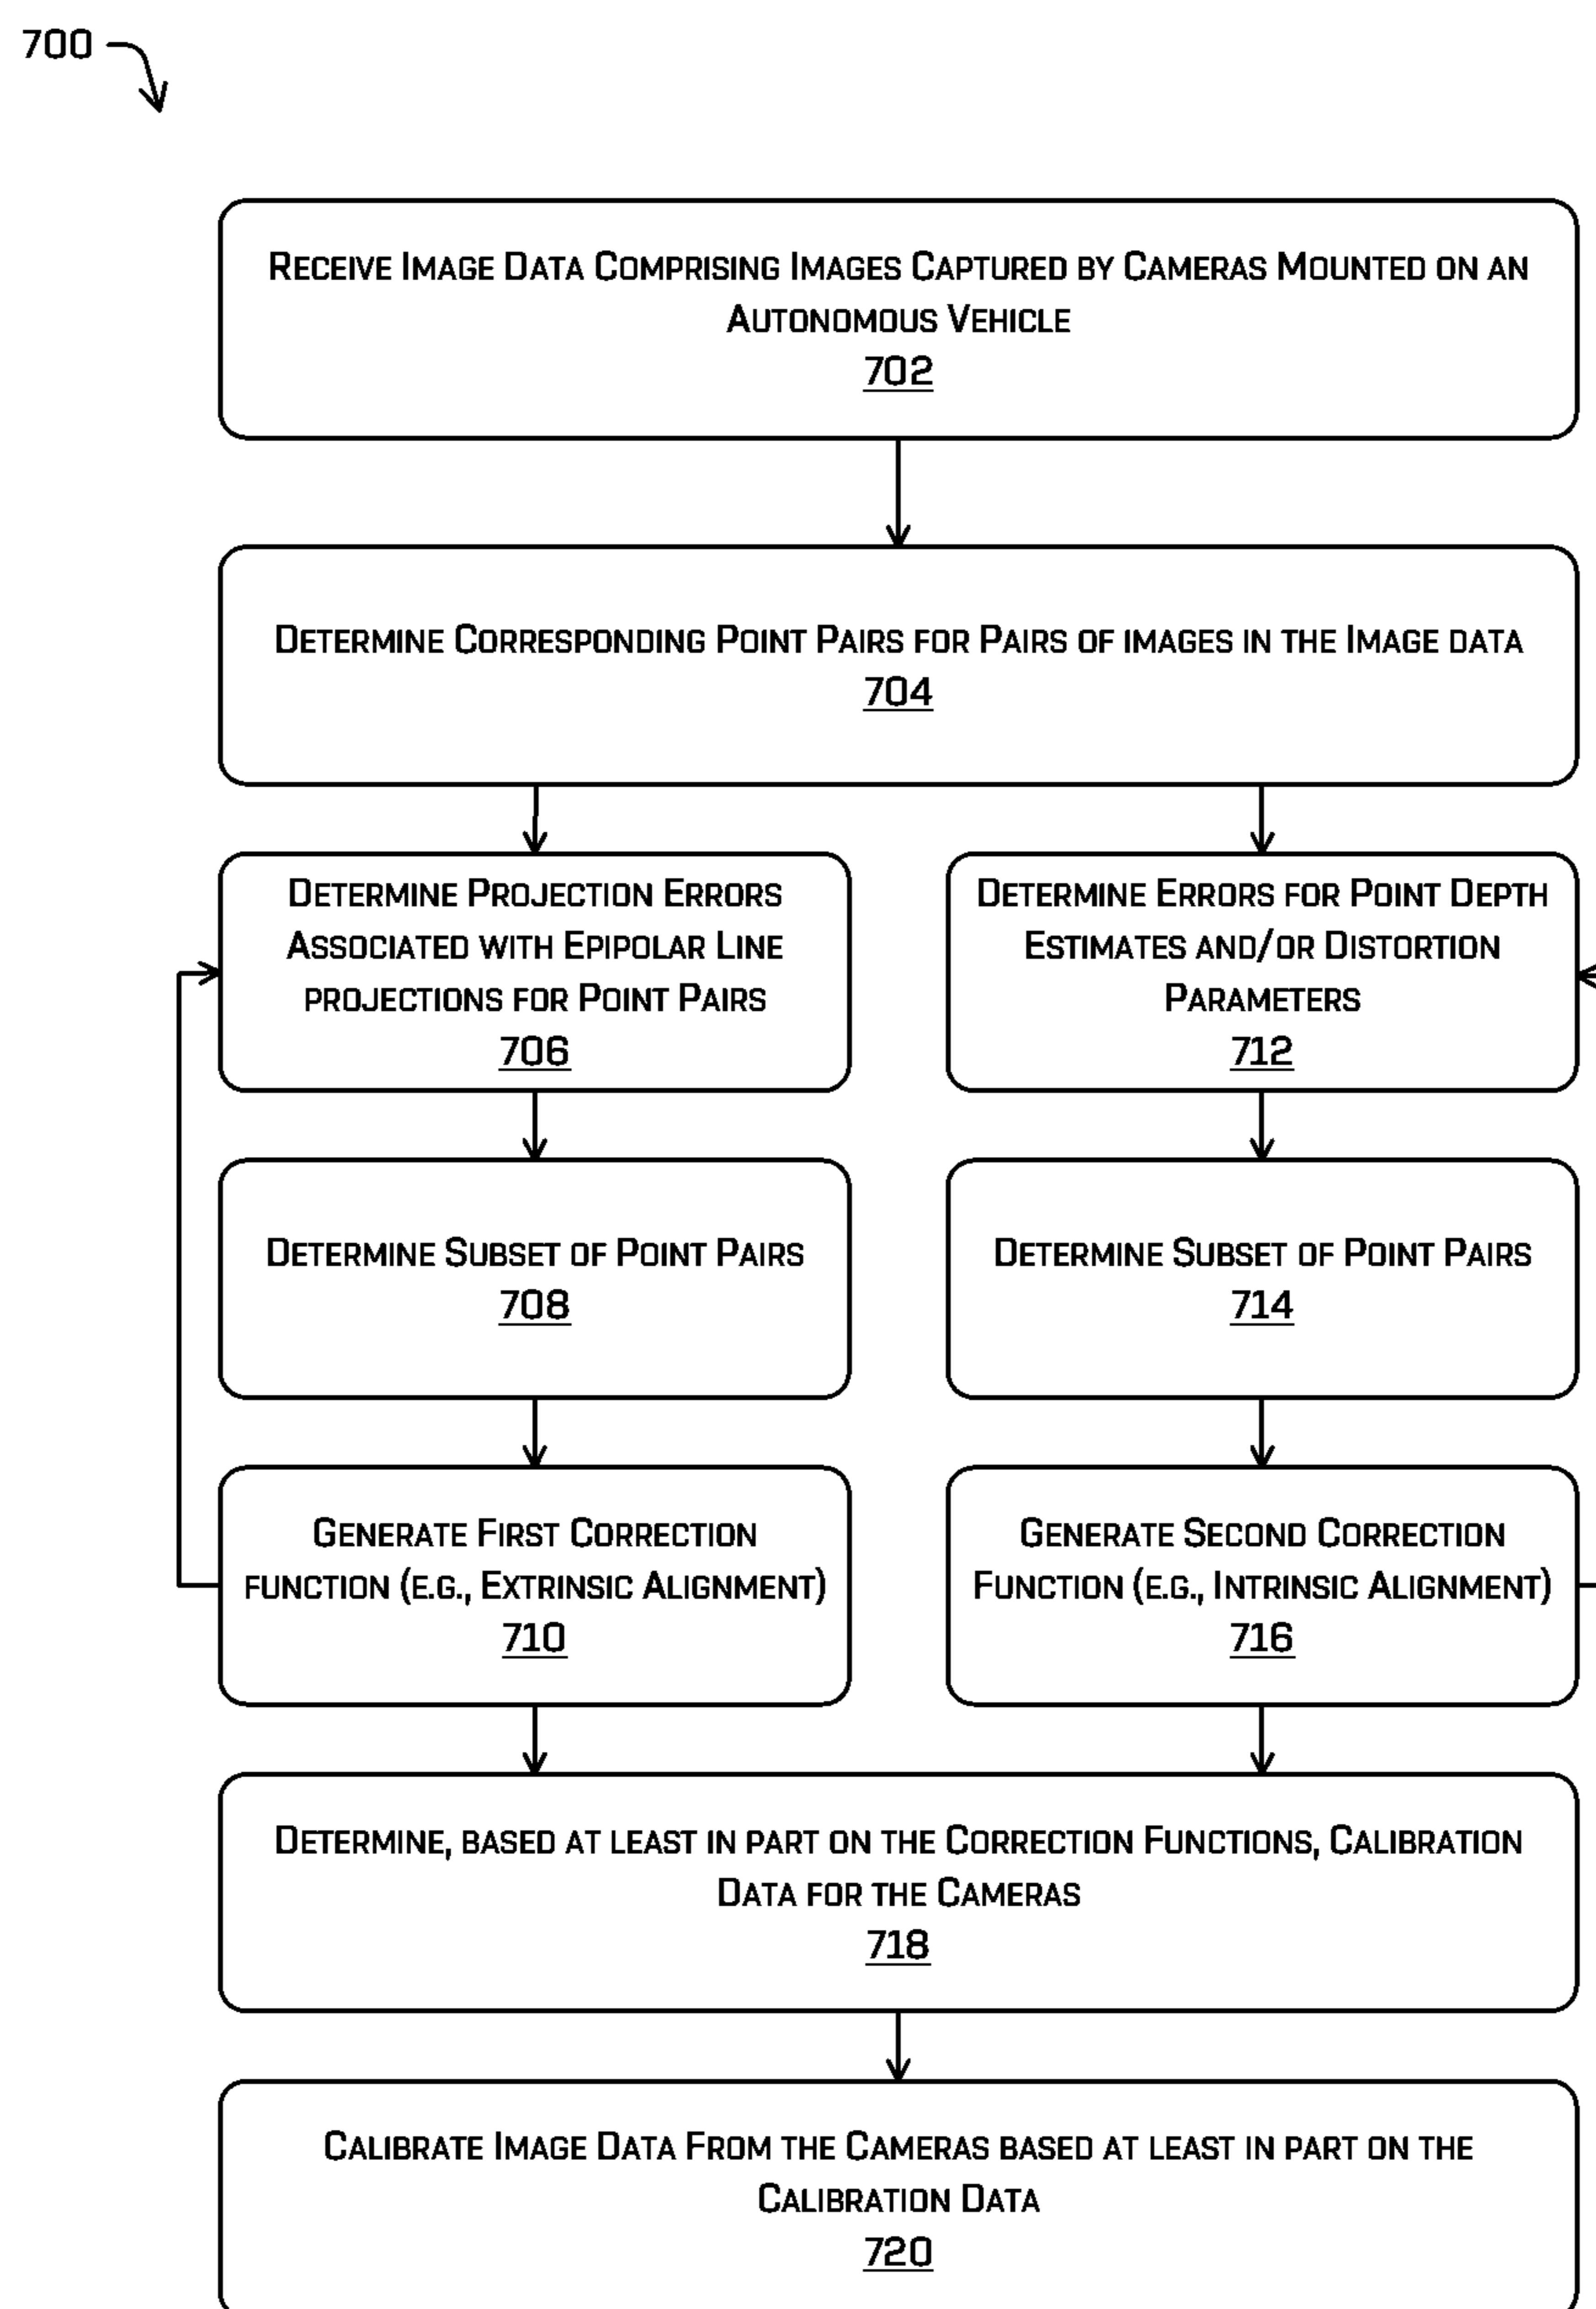 700
Receive Image Data Comprising Images Captured by Cameras Mounted on an
Autonomous Vehicle
702
Determine Corresponding Point Pairs for Pairs of images in the Image data
704
Determine Projection Errors
Associated with Epipolar Line
projections for Point Pairs
706
Determine Subset of Point Pairs
708
Generate First Correction
function (e.g., Extrinsic Alignment)
710
Determine Errors for Point Depth
Estimates and/or Distortion
Parameters
712
Determine Subset of Point Pairs
714
Generate Second Correction
Function (e.g., Intrinsic Alignment)
716
Determine, based at least in part on the Correction Functions, Calibration
Data for the Cameras
718
Calibrate Image Data From the Cameras based at least in part on the
Calibration Data
720